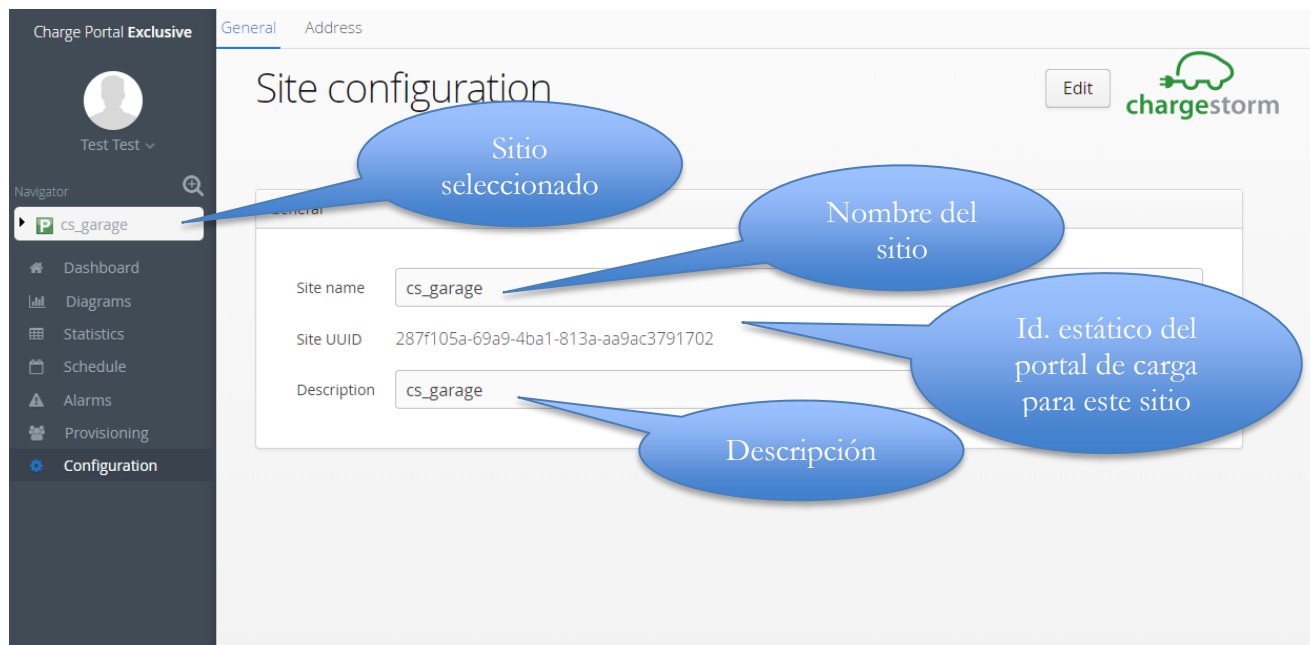 Charge Portal Exclusive
General Address
Site configuration
Edit
chargestorm
Test Test
Sitio
seleccionado
Navigator
cs_garage
General
Nombre del
sitio
Dashboard
Diagrams
Statistics
Schedule
Alarms
Provisioning
Configuration
Site name cs_garage
Site UUID 287f105a-69a9-4ba1-813a-aa9ac3791702
Id. estático del
portal de carga
para este sitio
Description cs_garage
Descripción